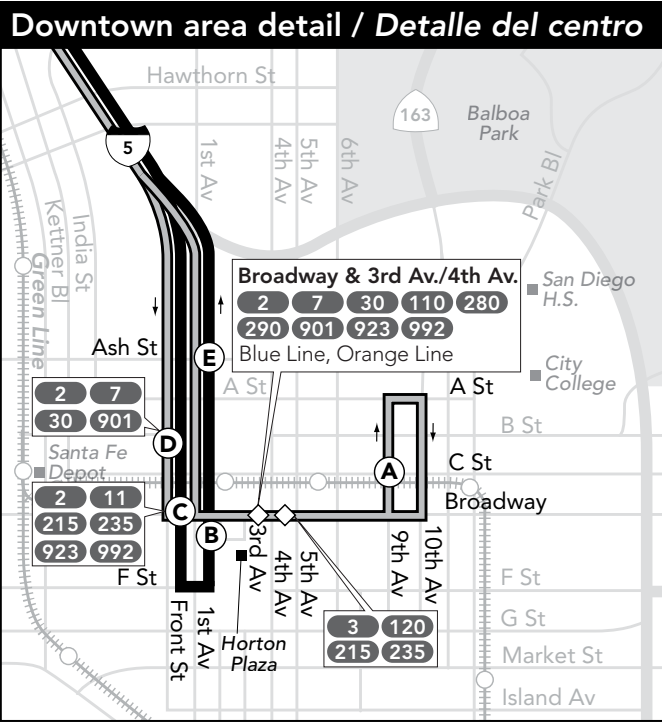 Downtown area detail / Detalle del centro
Hawthorn St
163
Balboa
Park
5
1st Av
4th Av
5th Av
6th Av
Park Bl
India St
Kettner Bl
Green Line
Broadway & 3rd Av./4th Av.
2 7 30 110 280
290 901 923 992
Blue Line, Orange Line
San Diego
H.S.
Ash St
E
A St
A St
City
College
2 7
30 901
B St
D
Santa Fe
Depot
C St
A
2 11
215 235
923 992
C
Broadway
B
3rd Av
4th Av
5th Av
9th Av
10th Av
F St
F St
Front St
1st Av
Horton
Plaza
3 120
215 235
G St
Market St
Island Av